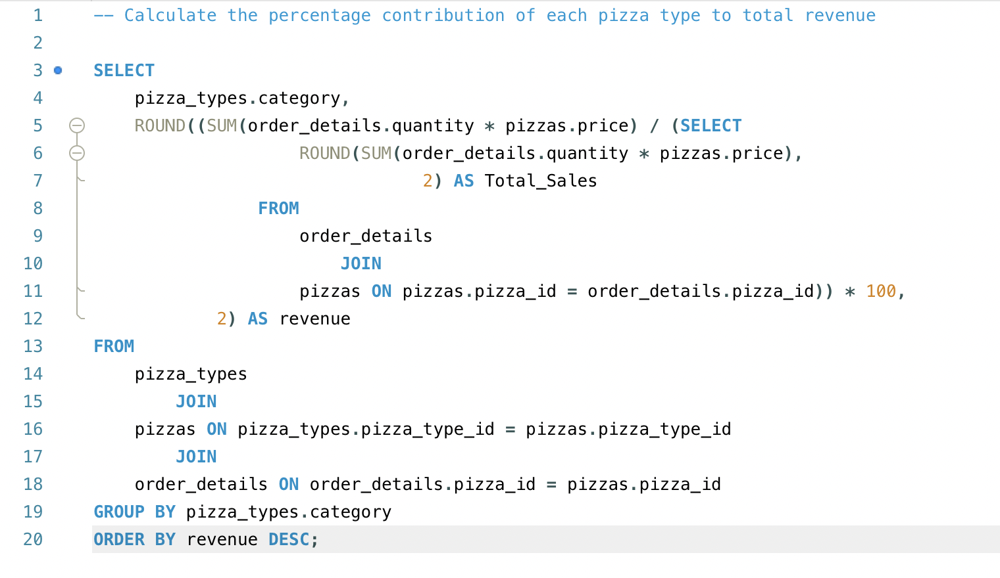 1 -- Calculate the percentage contribution of each pizza type to total revenue
2
3 SELECT
4 pizza_types.category,
5 ROUND((SUM(order_details.quantity * pizzas.price) / (SELECT
6 ROUND(SUM(order_details.quantity * pizzas.price),
7 2) AS Total_Sales
8 FROM
9 order_details
10 JOIN
11 pizzas ON pizzas.pizza_id = order_details.pizza_id)) * 100,
12 2) AS revenue
13 FROM
14 pizza_types
15 JOIN
16 pizzas ON pizza_types.pizza_type_id = pizzas.pizza_type_id
17 JOIN
18 order_details ON order_details.pizza_id = pizzas.pizza_id
19 GROUP BY pizza_types.category
20 ORDER BY revenue DESC;